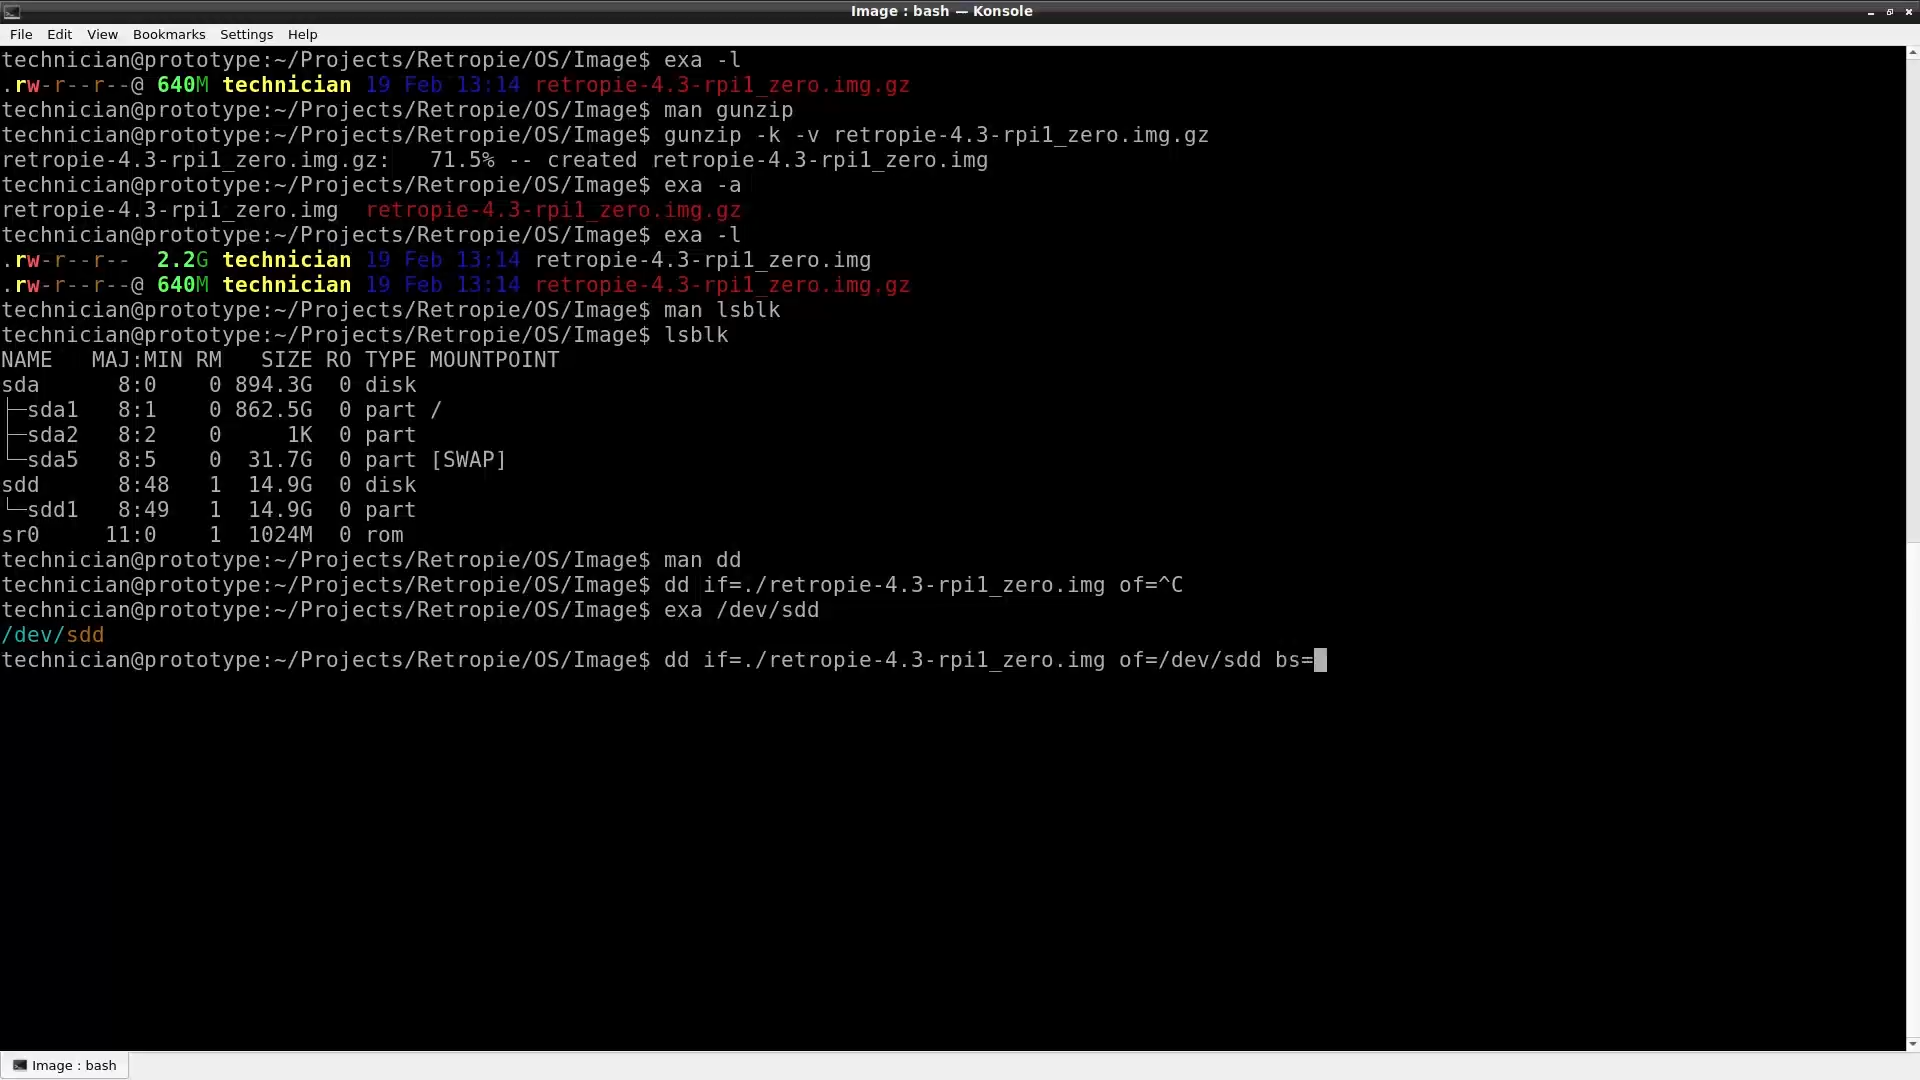 Image : bash — Konsole
File Edit View Bookmarks Settings Help
technician@prototype:~/Projects/Retropie/OS/Image$ exa -l
.rw-r--r--@ 640M technician 19 Feb 13:14 retropie-4.3-rpi1_zero.img.gz
technician@prototype:~/Projects/Retropie/OS/Image$ man gunzip
technician@prototype:~/Projects/Retropie/OS/Image$ gunzip -k -v retropie-4.3-rpi1_zero.img.gz
retropie-4.3-rpi1_zero.img.gz:   71.5% -- created retropie-4.3-rpi1_zero.img
technician@prototype:~/Projects/Retropie/OS/Image$ exa -a
retropie-4.3-rpi1_zero.img  retropie-4.3-rpi1_zero.img.gz
technician@prototype:~/Projects/Retropie/OS/Image$ exa -l
.rw-r--r--  2.2G technician 19 Feb 13:14 retropie-4.3-rpi1_zero.img
.rw-r--r--@ 640M technician 19 Feb 13:14 retropie-4.3-rpi1_zero.img.gz
technician@prototype:~/Projects/Retropie/OS/Image$ man lsblk
technician@prototype:~/Projects/Retropie/OS/Image$ lsblk
NAME   MAJ:MIN RM   SIZE RO TYPE MOUNTPOINT
sda      8:0    0 894.3G  0 disk
├─sda1   8:1    0 862.5G  0 part /
├─sda2   8:2    0     1K  0 part
└─sda5   8:5    0  31.7G  0 part [SWAP]
sdd      8:48   1  14.9G  0 disk
└─sdd1   8:49   1  14.9G  0 part
sr0     11:0    1  1024M  0 rom
technician@prototype:~/Projects/Retropie/OS/Image$ man dd
technician@prototype:~/Projects/Retropie/OS/Image$ dd if=./retropie-4.3-rpi1_zero.img of=^C
technician@prototype:~/Projects/Retropie/OS/Image$ exa /dev/sdd
/dev/sdd
technician@prototype:~/Projects/Retropie/OS/Image$ dd if=./retropie-4.3-rpi1_zero.img of=/dev/sdd bs=
Image : bash